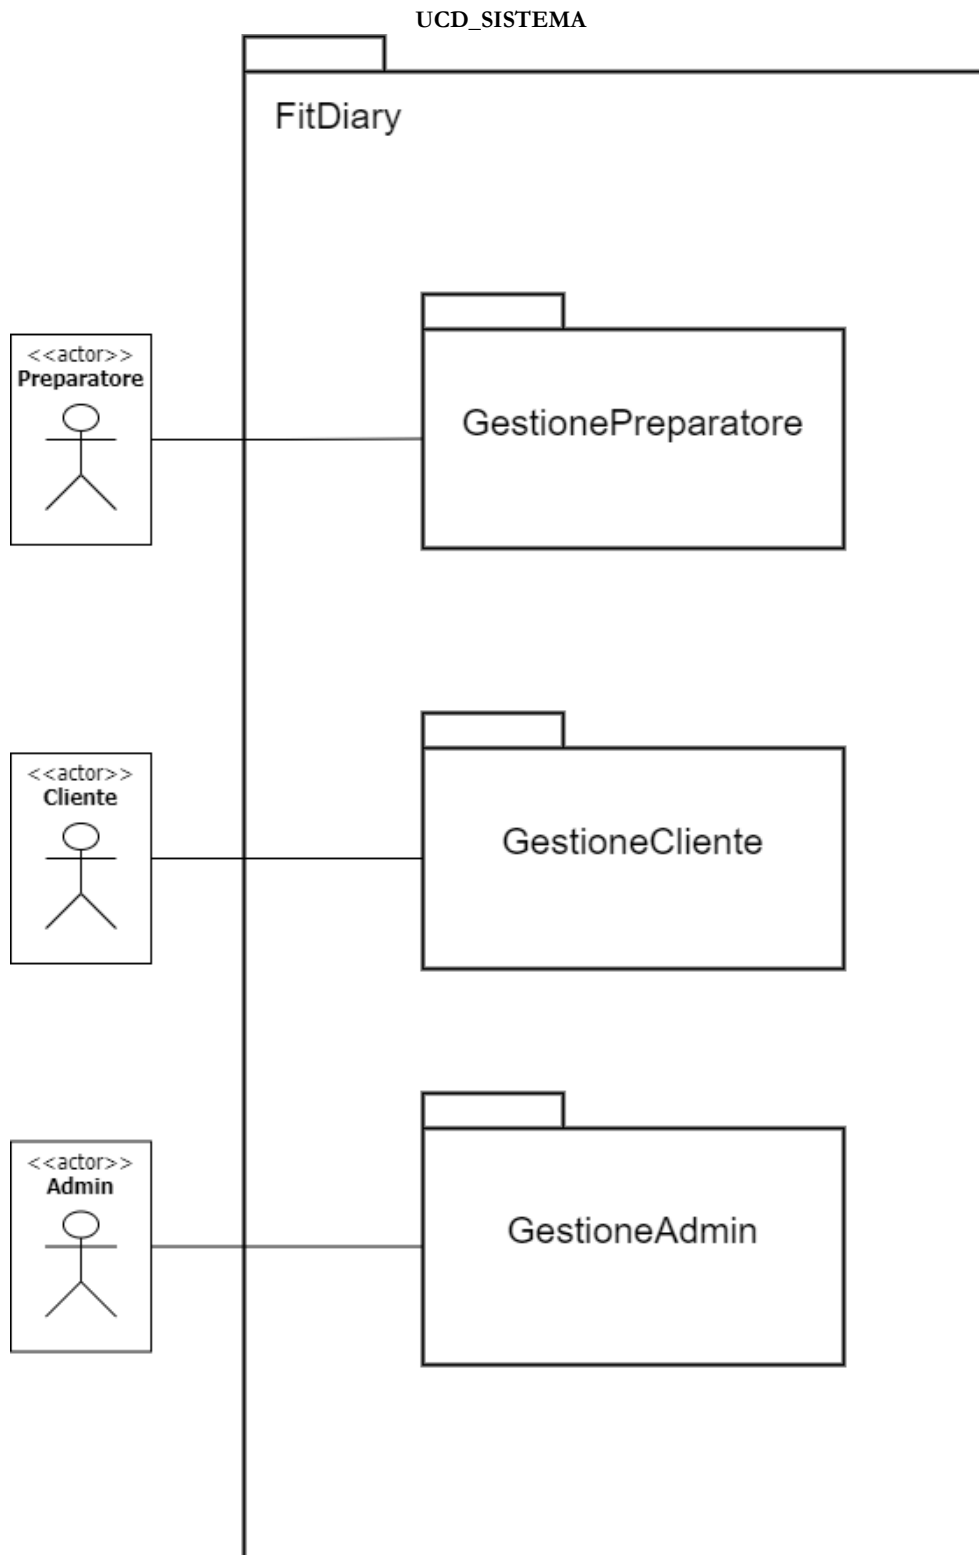 UCD_SISTEMA
FitDiary
<<actor>>
Preparatore
GestionePreparatore
<<actor>>
Cliente
GestioneCliente
<<actor>>
Admin
GestioneAdmin